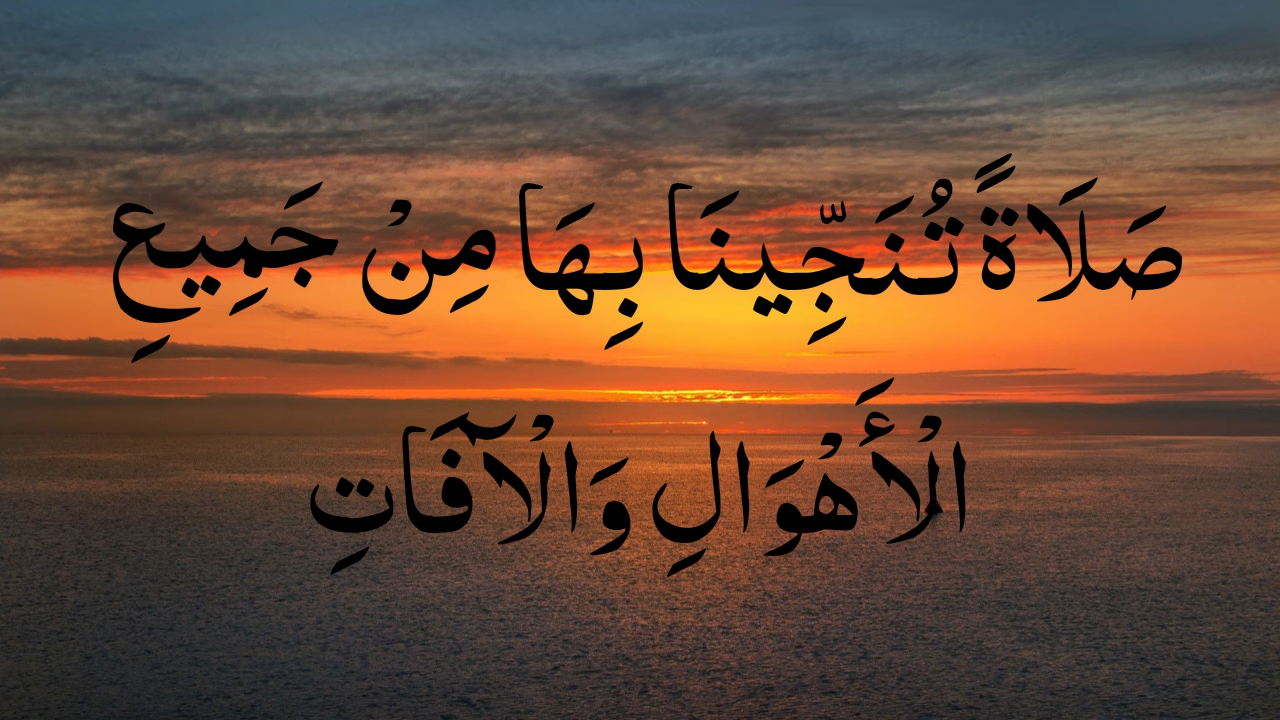 صَلَاةً تُنَجِّينَا بِهَا مِنْ جَمِيعِ
الْأَهْوَالِ وَالْآفَاتِ